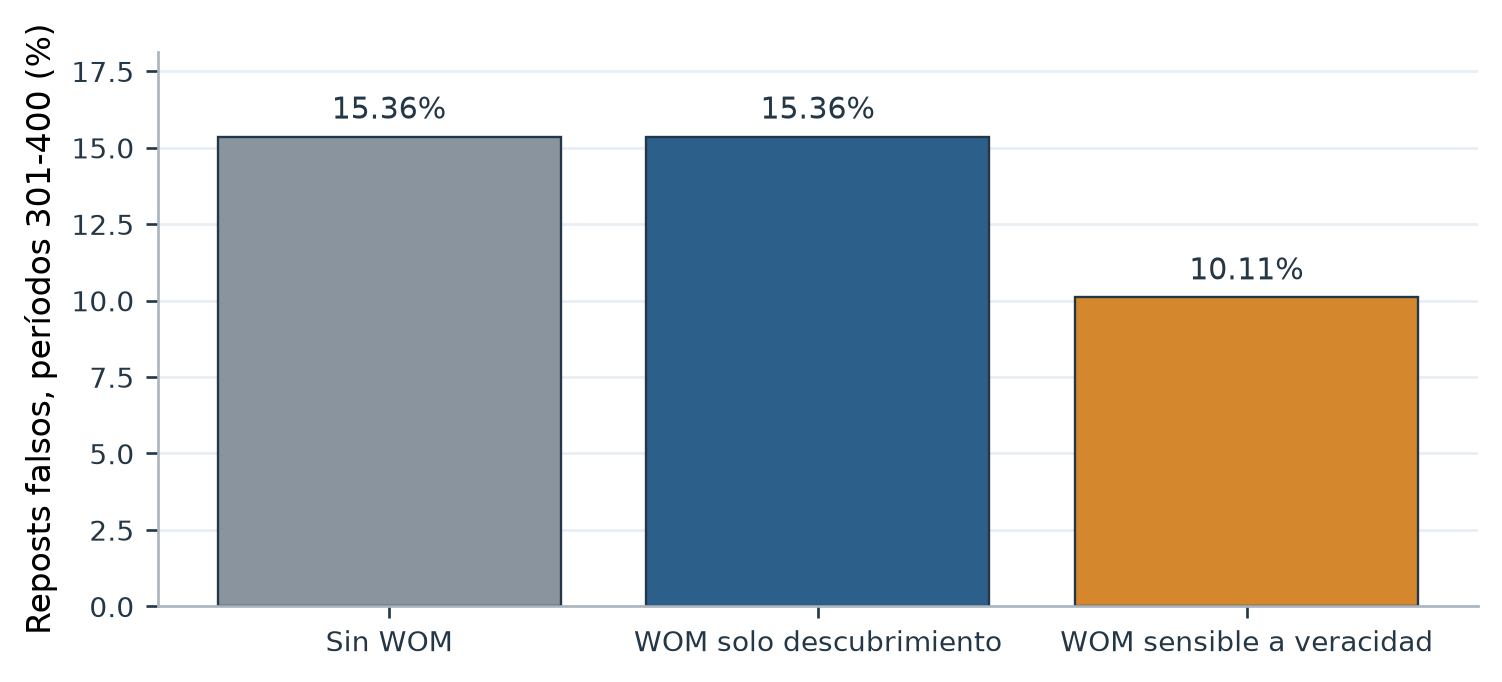 Reposts falsos, períodos 301-400 (%)
17.5
15.0
12.5
10.0
7.5
5.0
2.5
0.0
15.36%
15.36%
10.11%
Sin WOM
WOM solo descubrimiento
WOM sensible a veracidad